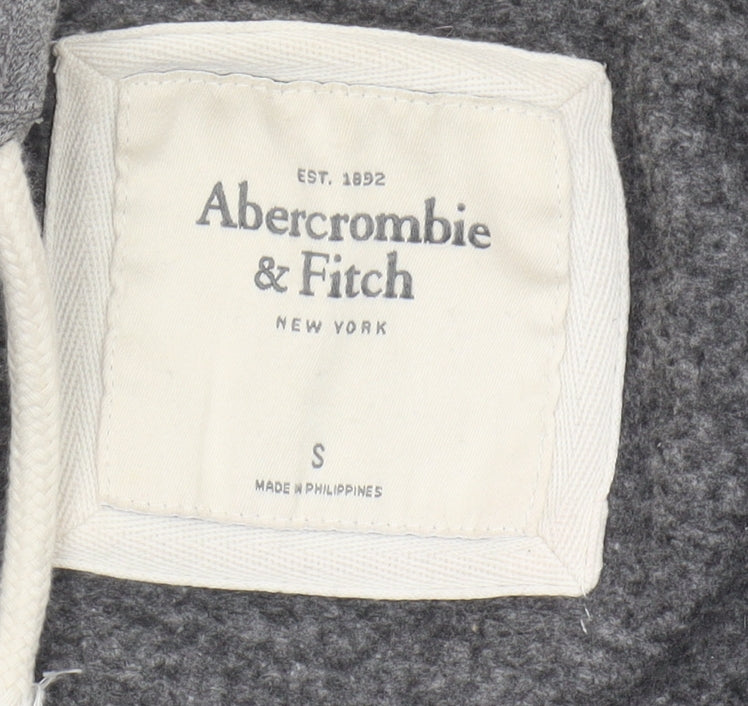 EST. 1892
Abercrombie
& Fitch
NEW YORK
S
MADE IN PHILIPPINES